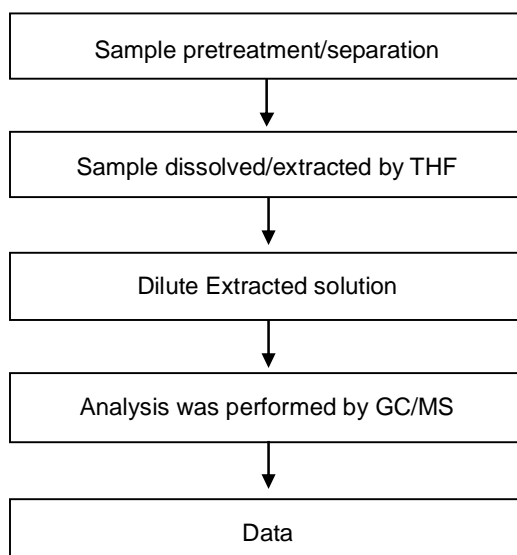 Sample pretreatment/separation
Sample dissolved/extracted by THF
Dilute Extracted solution
Analysis was performed by GC/MS
Data